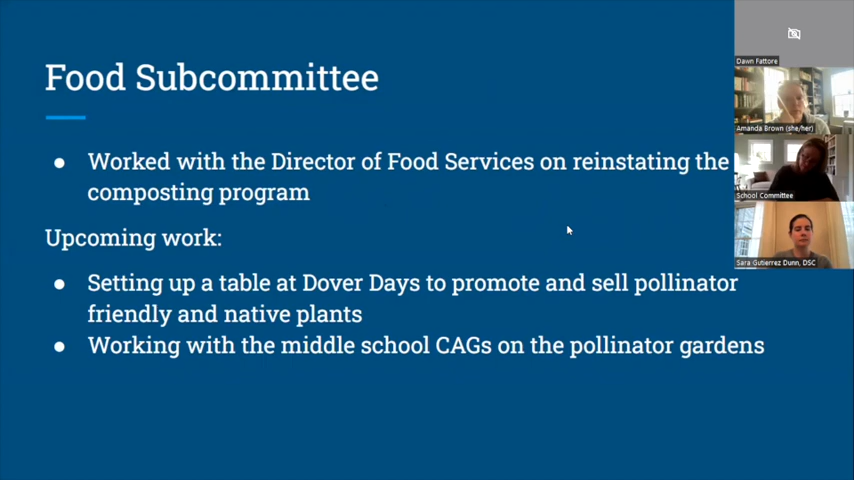 Food Subcommittee
● Worked with the Director of Food Services on reinstating the
composting program
Upcoming work:
● Setting up a table at Dover Days to promote and sell pollinator
friendly and native plants
● Working with the middle school CAGs on the pollinator gardens
Dawn Fattore
Amanda Brown (she/her)
School Committee
Sara Gutierrez Dunn, DSC